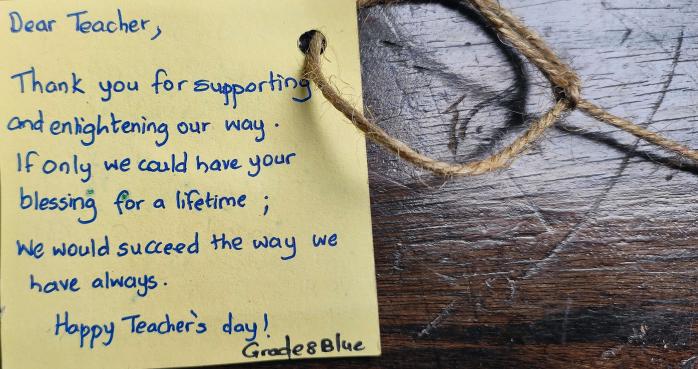 Dear Teacher,
Thank you for supporting
and enlightening our way.
If only we could have your
blessing for a lifetime ;
We would succeed the way we
have always.
Happy Teacher's day!
Grade 8 Blue